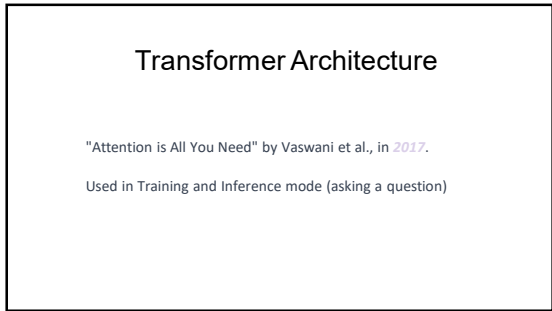 Transformer Architecture
"Attention is All You Need" by Vaswani et al., in 2017.
Used in Training and Inference mode (asking a question)